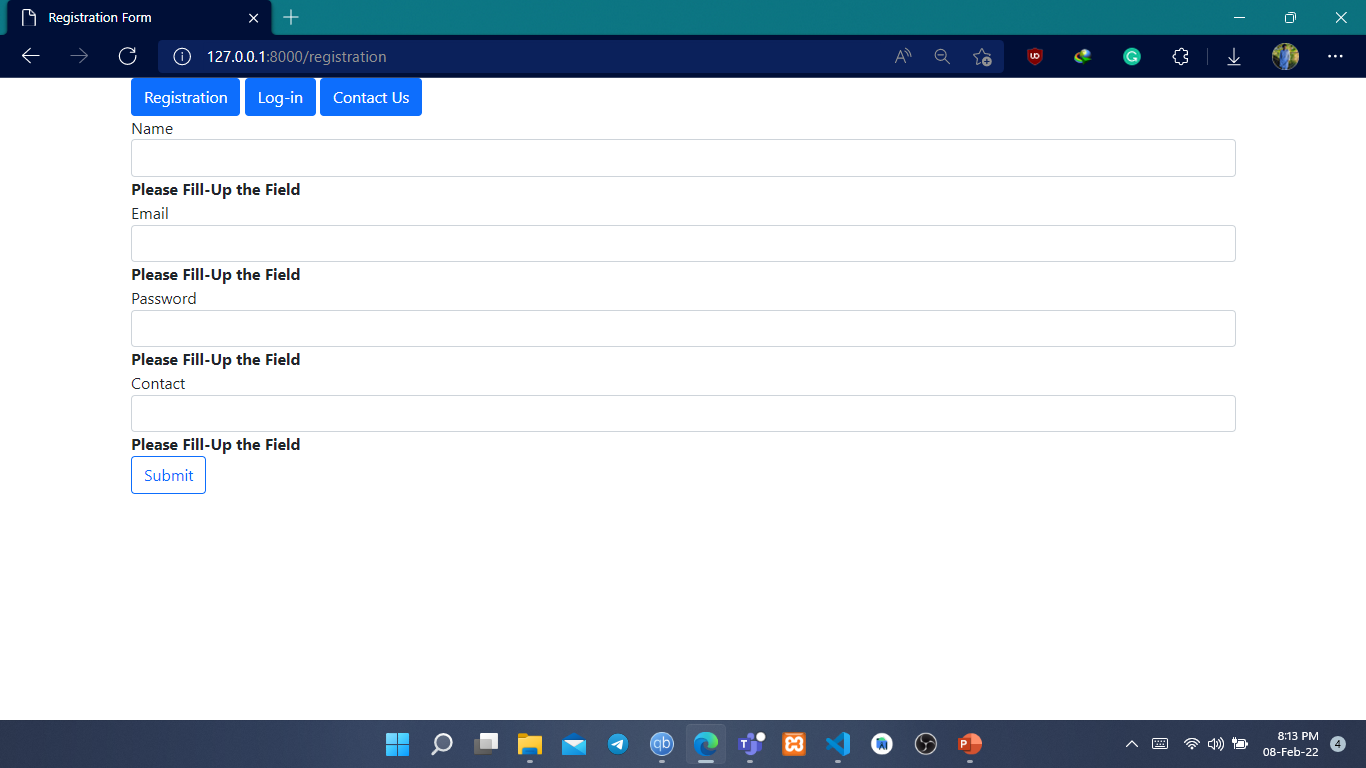 Registration Form
127.0.0.1:8000/registration
Registration Log-in Contact Us
Name
Please Fill-Up the Field
Email
Please Fill-Up the Field
Password
Please Fill-Up the Field
Contact
Please Fill-Up the Field
Submit
8:13 PM
08-Feb-22
4